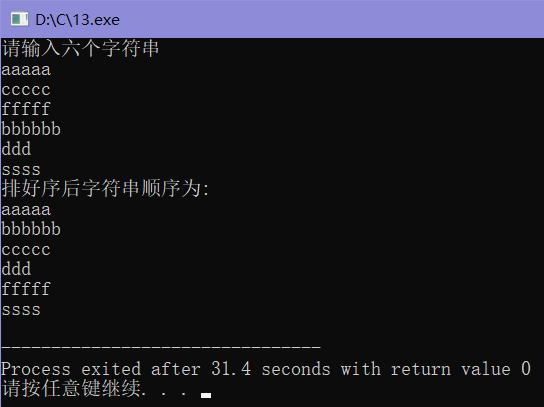 D:\C\13.exe
请输入六个字符串
aaaaa
ccccc
fffff
bbbbbb
ddd
ssss
排好序后字符串顺序为:
aaaaa
bbbbbb
ccccc
ddd
fffff
ssss
--------------------------------
Process exited after 31.4 seconds with return value 0
请按任意键继续. . .